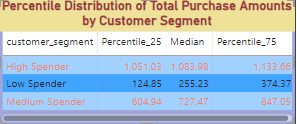 Percentile Distribution of Total Purchase Amounts
by Customer Segment
customer_segment Percentile_25 Median Percentile_75
High Spender 1,051.03 1,083.98 1,133.66
Low Spender 124.85 255.23 374.37
Medium Spender 604.94 727.47 847.05